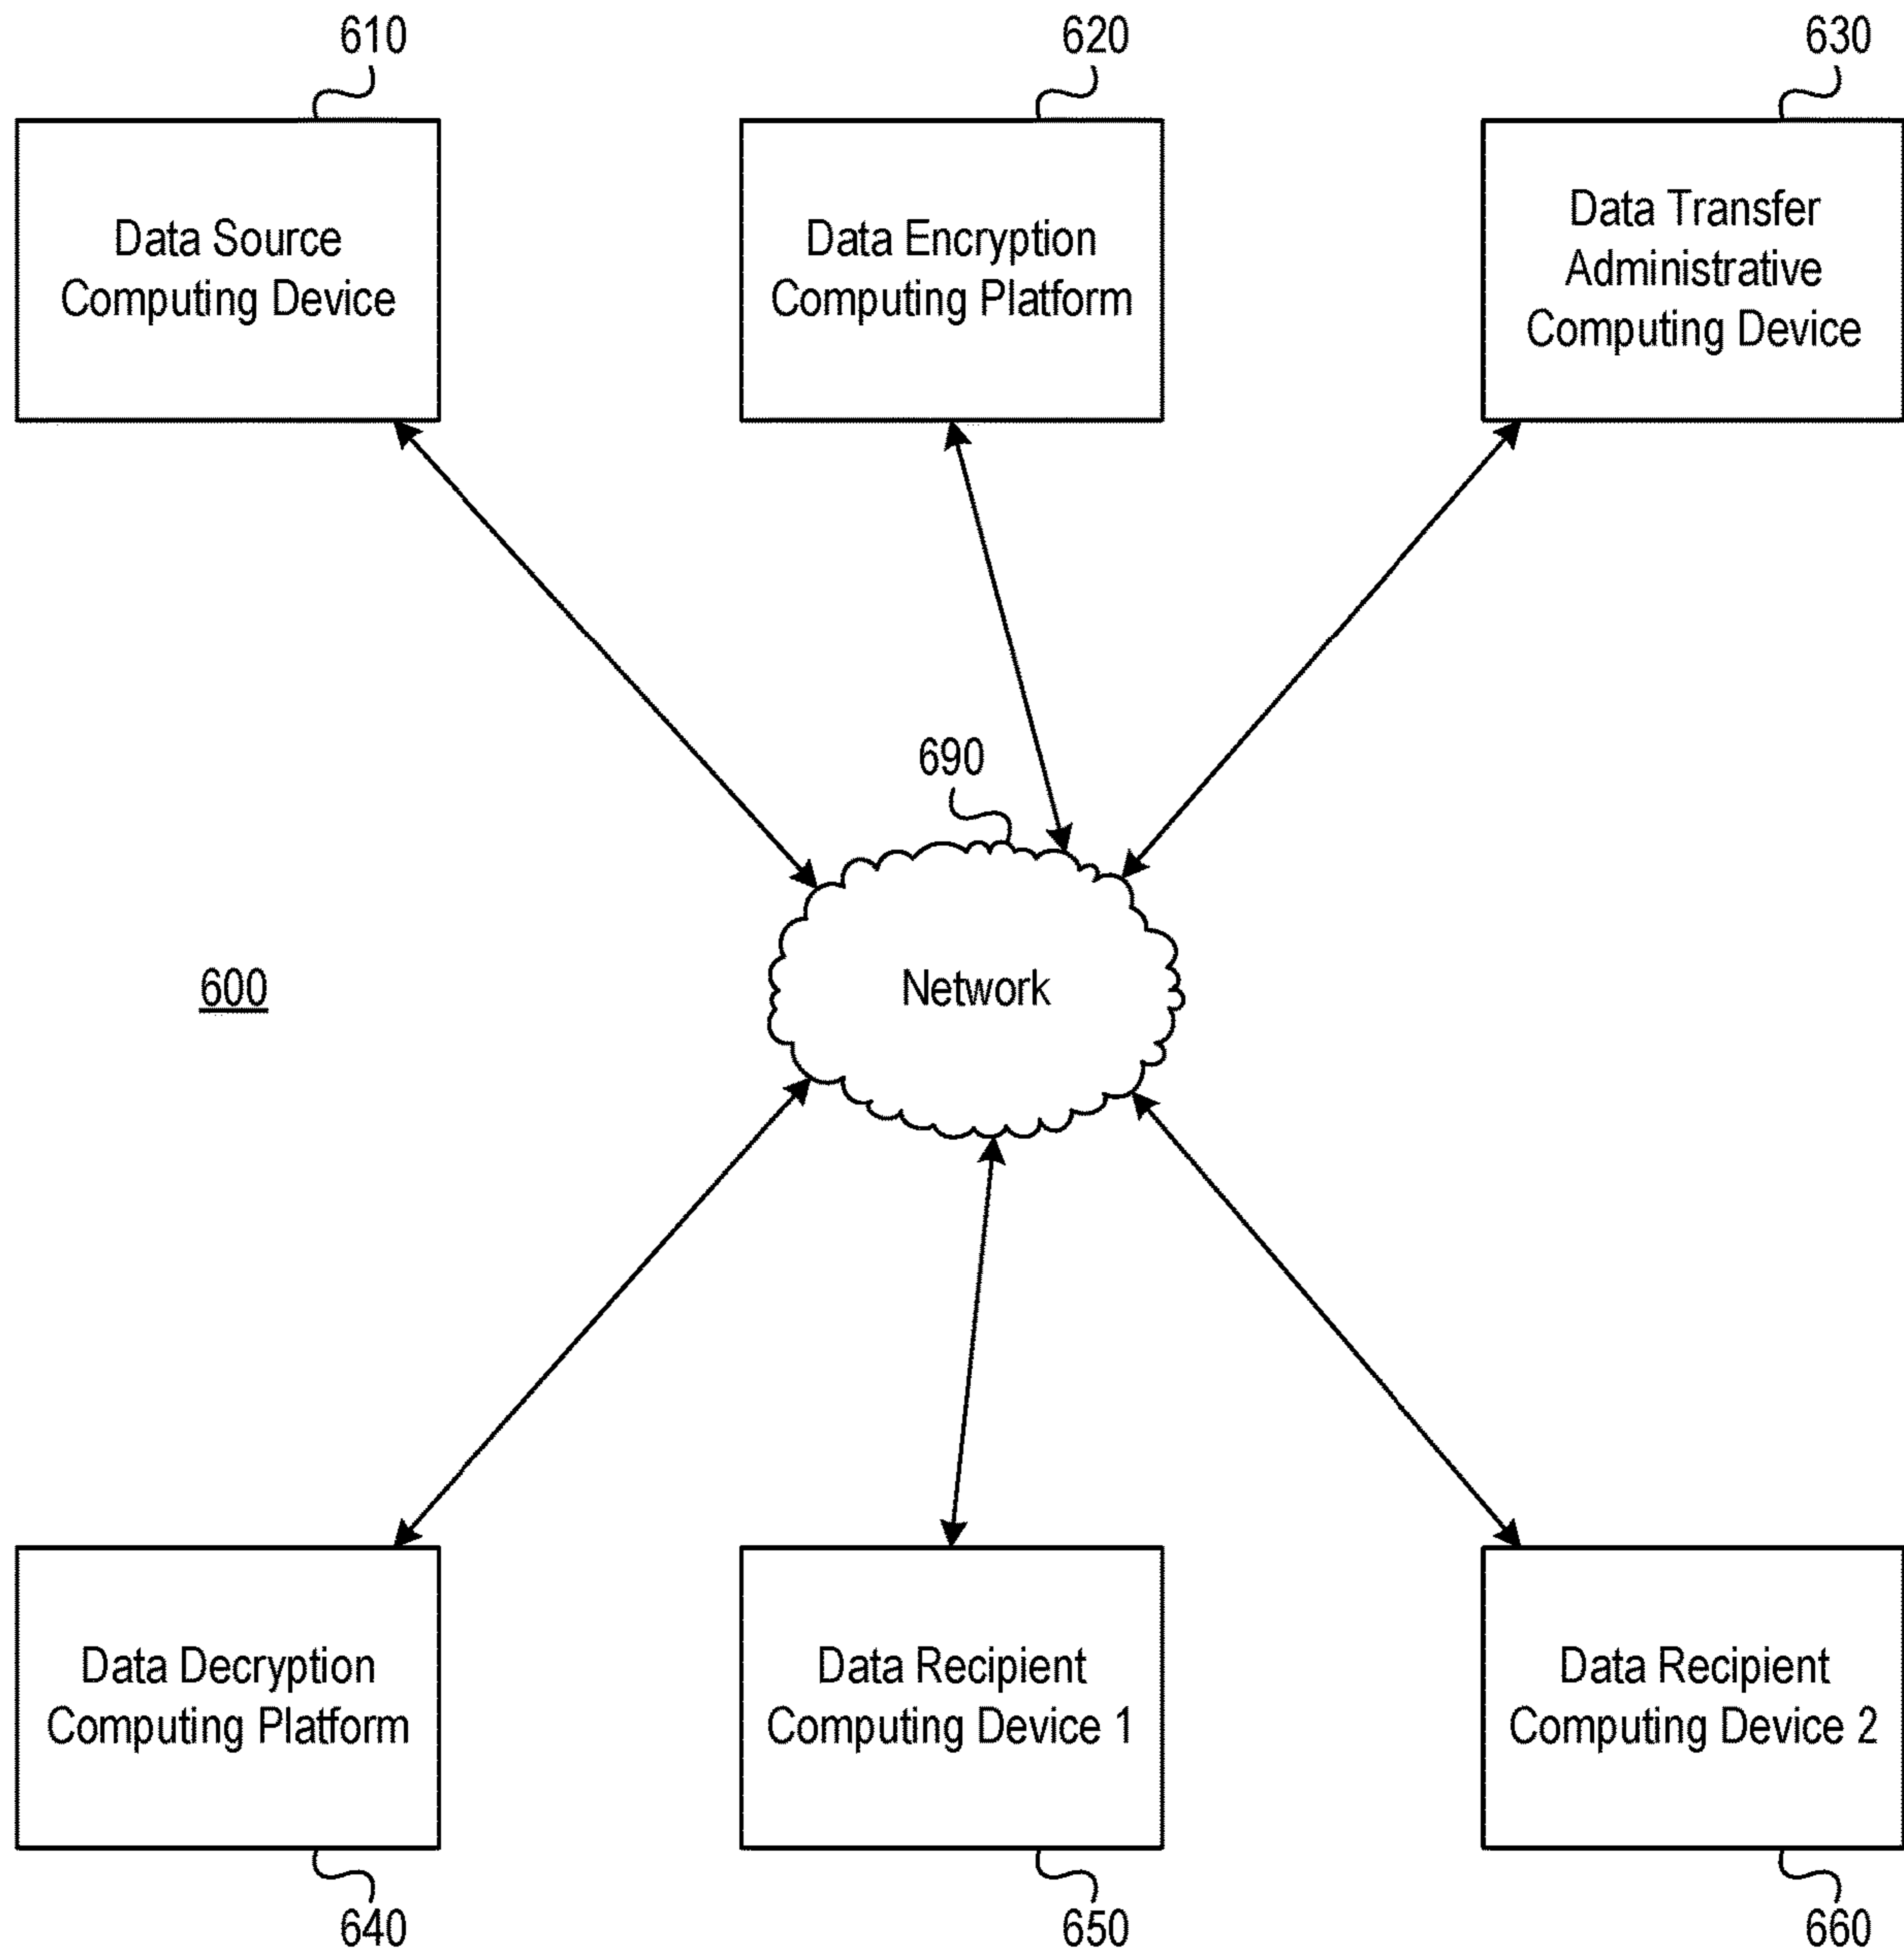 610
620
630
Data Source
Computing Device
Data Encryption
Computing Platform
Data Transfer
Administrative
Computing Device
690
Network
600
Data Decryption
Computing Platform
Data Recipient
Computing Device 1
Data Recipient
Computing Device 2
640
650
660